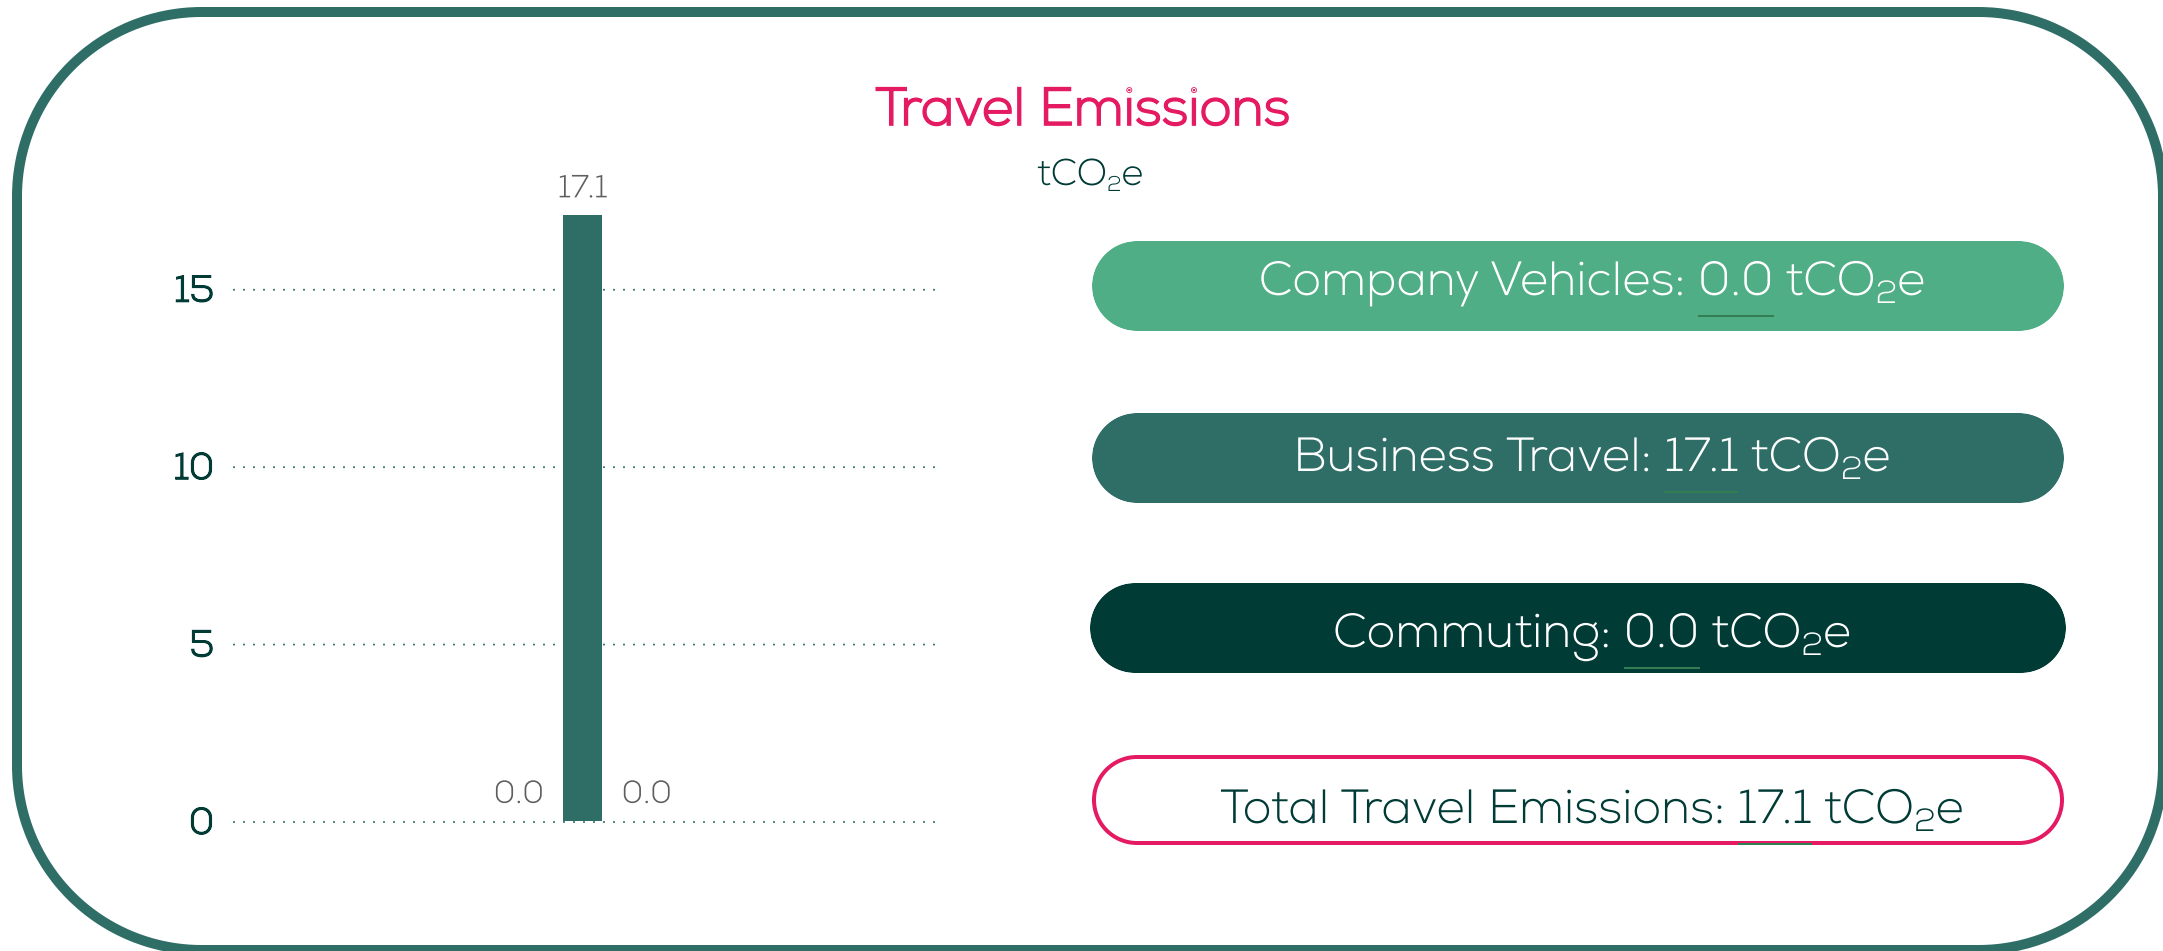 Travel Emissions
tCO₂e
17.1
15
10
5
0
0.0
0.0
Company Vehicles: 0.0 tCO₂e
Business Travel: 17.1 tCO₂e
Commuting: 0.0 tCO₂e
Total Travel Emissions: 17.1 tCO₂e